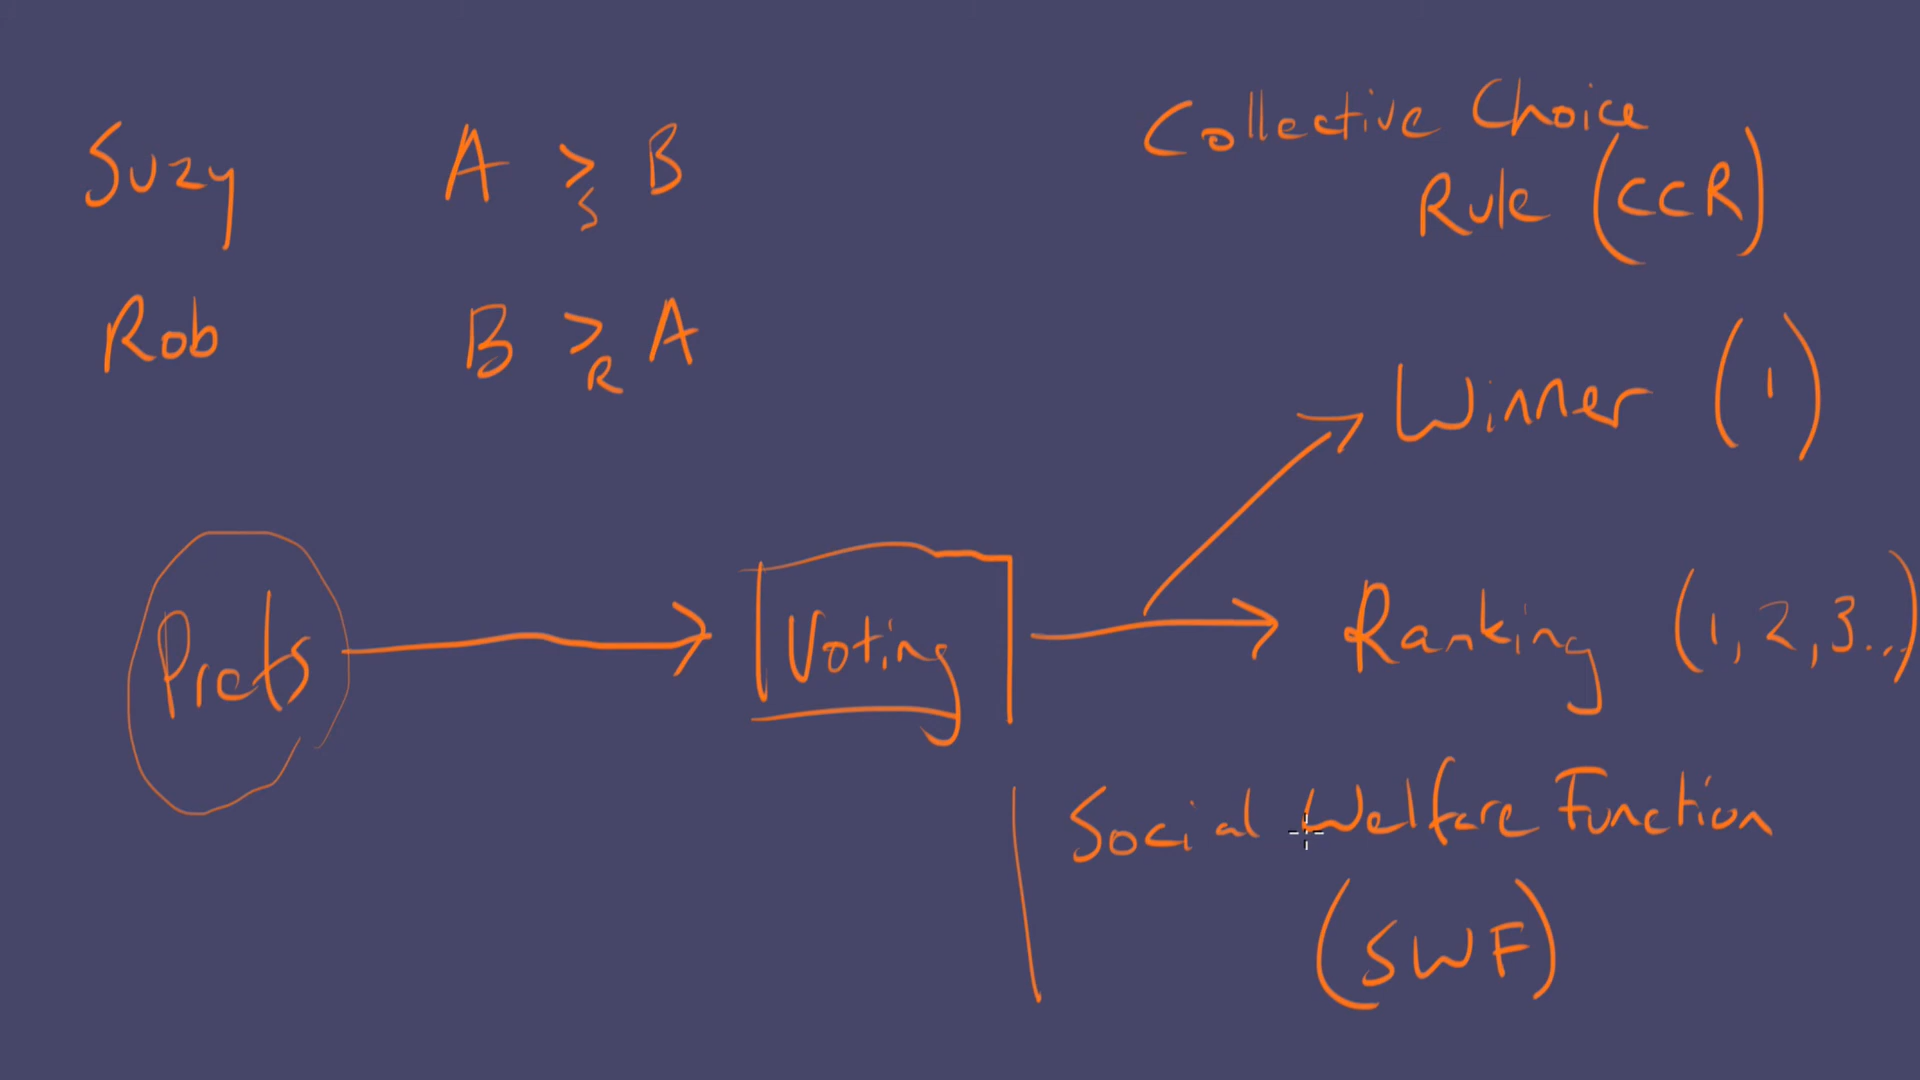 Suzy A ≥S B
Collective Choice
Rule (CCR)
Rob B ≥R A
Winner (1)
Prefs
Voting
Ranking (1,2,3..)
Social Welfare Function
(SWF)